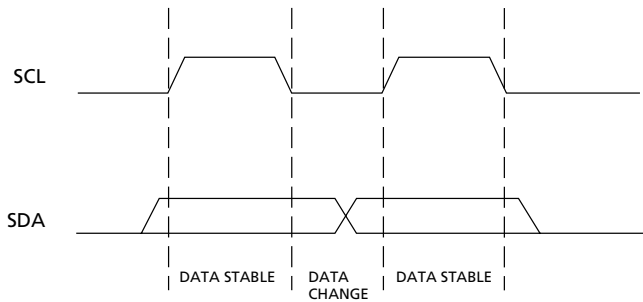 SCL
SDA
DATA STABLE
DATA
CHANGE
DATA STABLE